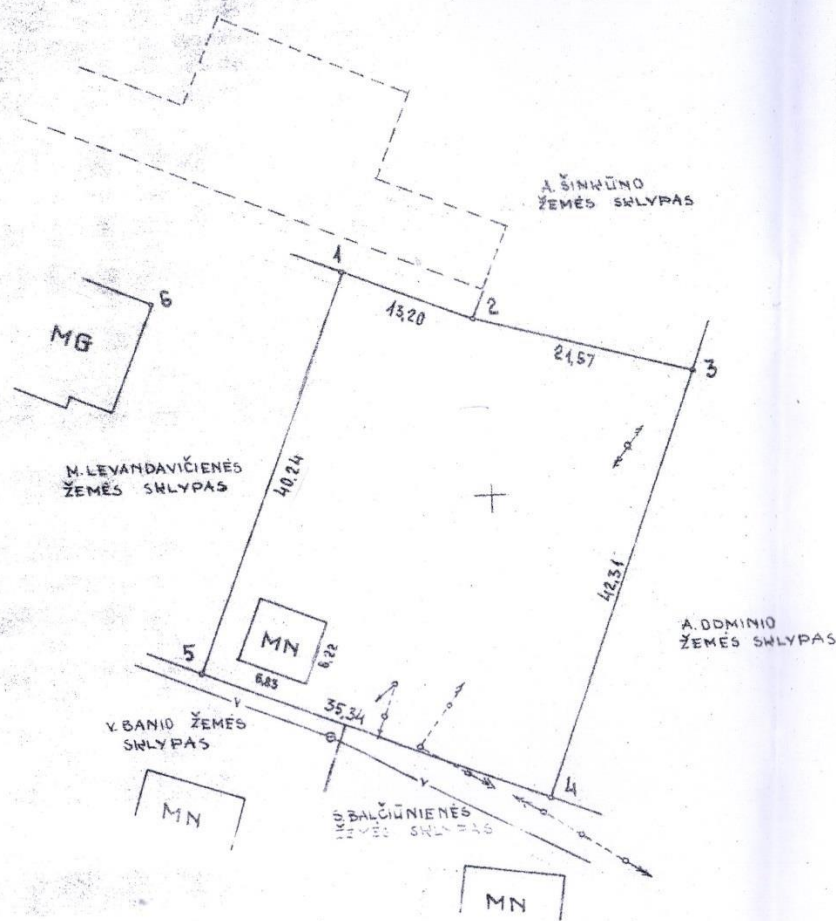 A. ŠINKŪNO
ŽEMĖS SKLYPAS
1
13,20
2
21,57
3
6
MG
M. LEVANDAVIČIENĖS
ŽEMĖS SKLYPAS
40.24
42,31
A. DOMINIO
ŽEMĖS SKLYPAS
MN
6,22
6,83
5
35,34
V
V. BANIO ŽEMĖS
SKLYPAS
4
S. BALČIŪNIENĖS
ŽEMĖS SKLYPAS
V
MN
MN